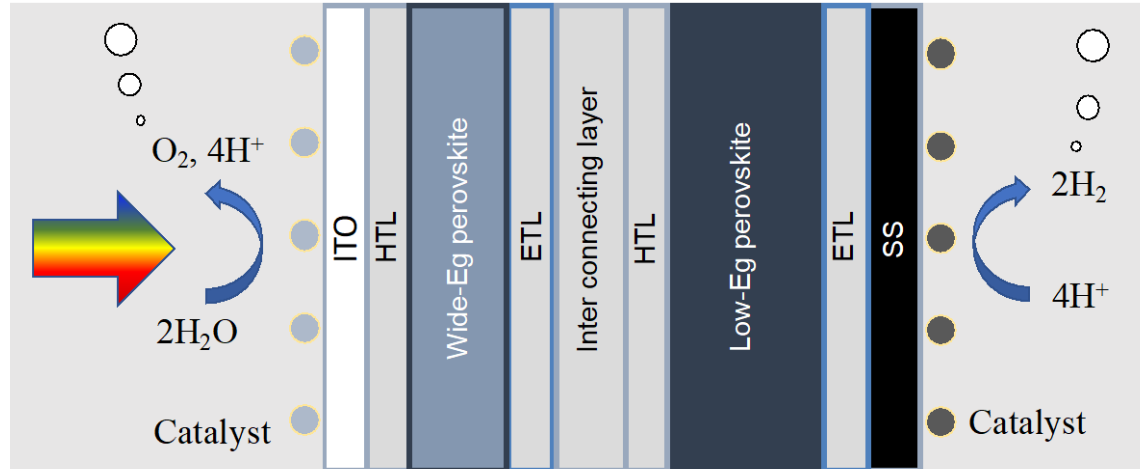 O₂, 4H⁺
2H₂O
Catalyst
ITO
HTL
Wide-Eg perovskite
ETL
Inter connecting layer
HTL
Low-Eg perovskite
ETL
SS
2H₂
4H⁺
Catalyst